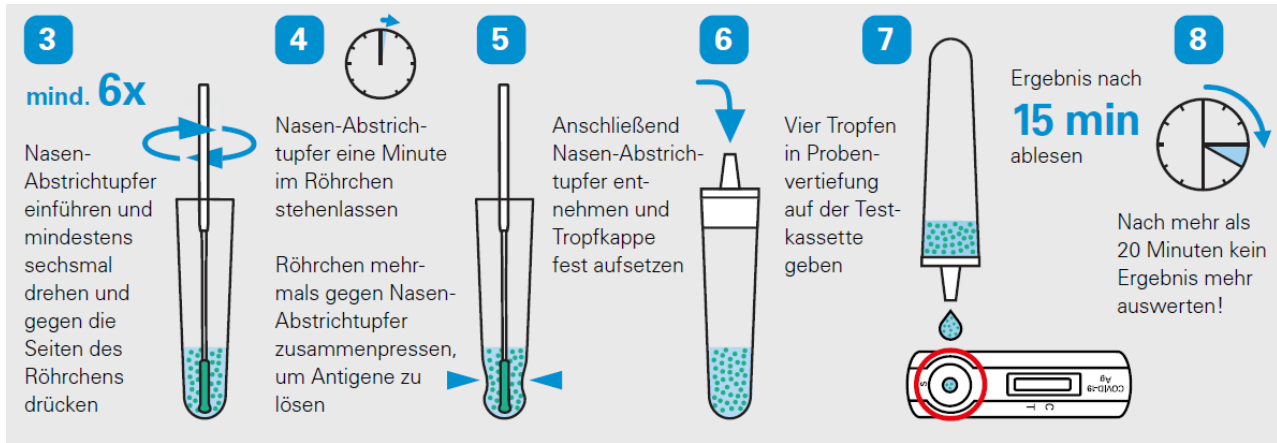 3
mind. 6x
Nasen-
Abstrichtupfer
einführen und
mindestens
sechsmal
drehen und
gegen die
Seiten des
Röhrchens
drücken
4
Nasen-Abstrich-
tupfer eine Minute
im Röhrchen
stehenlassen
5
Röhrchen mehr-
mals gegen Nasen-
Abstrichtupfer
zusammenpressen,
um Antigene zu
lösen
6
Anschließend
Nasen-Abstrich-
tupfer ent-
nehmen und
Tropfkappe
fest aufsetzen
7
Vier Tropfen
in Proben-
vertiefung
auf der Test-
kassette
geben
S
C
T
COVID-19
Ag
8
Ergebnis nach
15 min
ablesen
Nach mehr als
20 Minuten kein
Ergebnis mehr
auswerten!